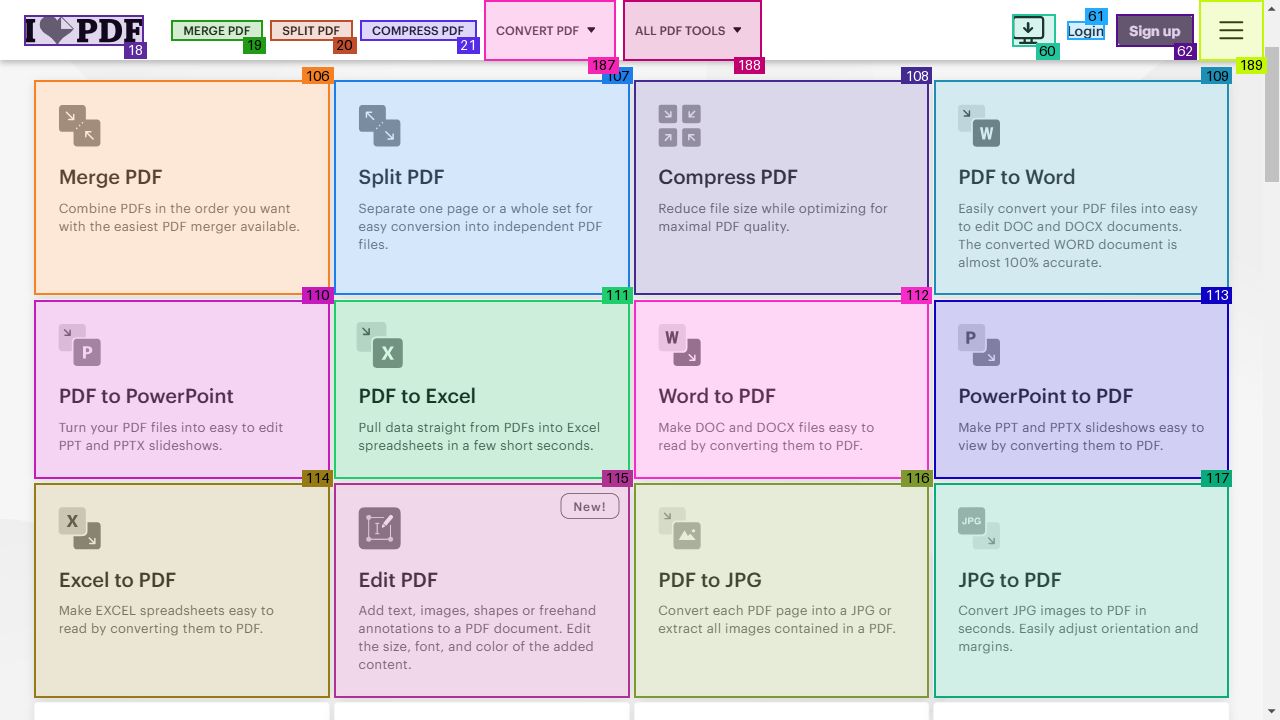 I PDF
18
MERGE PDF
19
SPLIT PDF
20
COMPRESS PDF
21
CONVERT PDF
187
ALL PDF TOOLS
188
60
61
Login
Sign up
62
189
106
107
108
109
Merge PDF
Combine PDFs in the order you want
with the easiest PDF merger available.
Split PDF
Separate one page or a whole set for
easy conversion into independent PDF
files.
Compress PDF
Reduce file size while optimizing for
maximal PDF quality.
W
PDF to Word
Easily convert your PDF files into easy
to edit DOC and DOCX documents.
The converted WORD document is
almost 100% accurate.
110
111
112
113
P
PDF to PowerPoint
Turn your PDF files into easy to edit
PPT and PPTX slideshows.
X
PDF to Excel
Pull data straight from PDFs into Excel
spreadsheets in a few short seconds.
W
Word to PDF
Make DOC and DOCX files easy to
read by converting them to PDF.
P
PowerPoint to PDF
Make PPT and PPTX slideshows easy to
view by converting them to PDF.
114
115
116
117
X
Excel to PDF
Make EXCEL spreadsheets easy to
read by converting them to PDF.
New!
Edit PDF
Add text, images, shapes or freehand
annotations to a PDF document. Edit
the size, font, and color of the added
content.
PDF to JPG
Convert each PDF page into a JPG or
extract all images contained in a PDF.
JPG
JPG to PDF
Convert JPG images to PDF in
seconds. Easily adjust orientation and
margins.